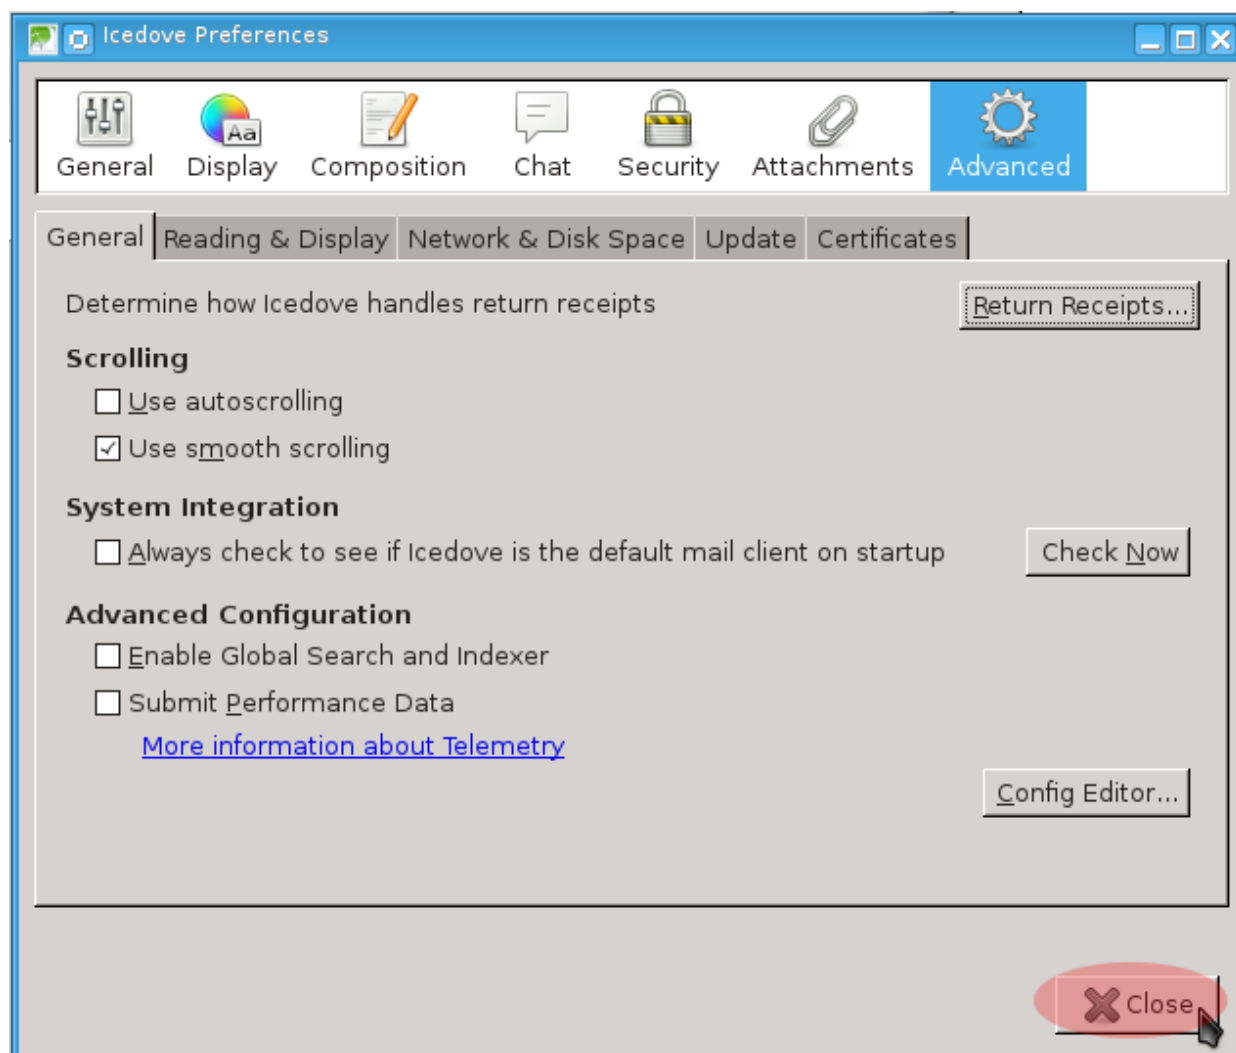 Icedove Preferences
General Display Composition Chat Security Attachments Advanced
General Reading & Display Network & Disk Space Update Certificates
Determine how Icedove handles return receipts Return Receipts...
Scrolling
Use autoscrolling
Use smooth scrolling
System Integration
Always check to see if Icedove is the default mail client on startup Check Now
Advanced Configuration
Enable Global Search and Indexer
Submit Performance Data
More information about Telemetry
Config Editor...
Close